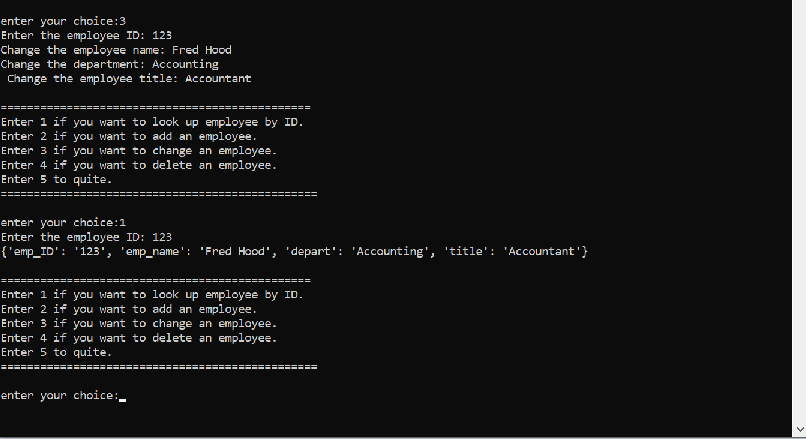 enter your choice:3
Enter the employee ID: 123
Change the employee name: Fred Hood
Change the department: Accounting
 Change the employee title: Accountant
===============================================
Enter 1 if you want to look up employee by ID.
Enter 2 if you want to add an employee.
Enter 3 if you want to change an employee.
Enter 4 if you want to delete an employee.
Enter 5 to quite.
================================================
enter your choice:1
Enter the employee ID: 123
{'emp_ID': '123', 'emp_name': 'Fred Hood', 'depart': 'Accounting', 'title': 'Accountant'}
===============================================
Enter 1 if you want to look up employee by ID.
Enter 2 if you want to add an employee.
Enter 3 if you want to change an employee.
Enter 4 if you want to delete an employee.
Enter 5 to quite.
================================================
enter your choice: